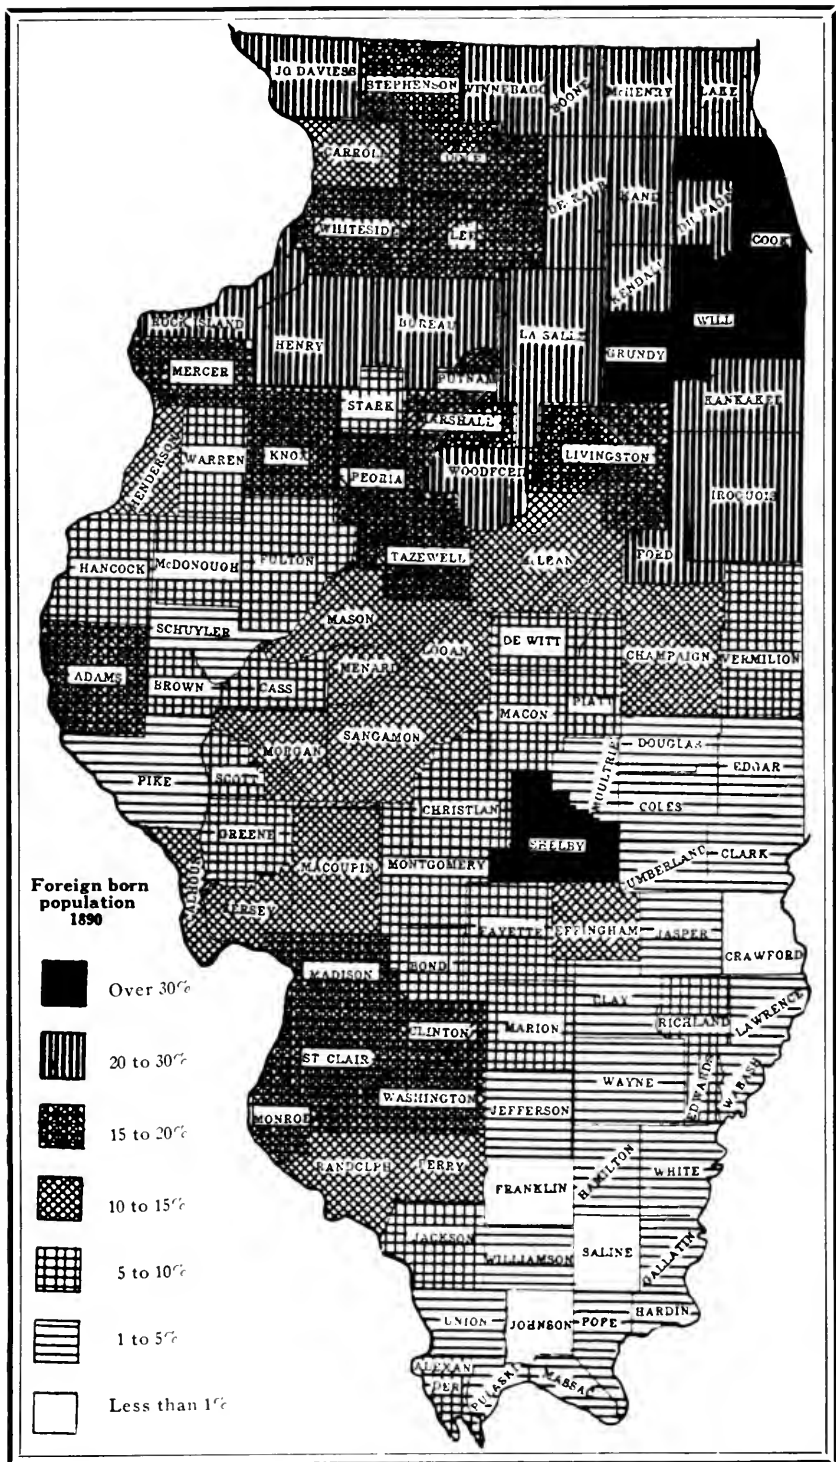 JO DAVIESS
STEPHENSON
WINNEBAGO
BOONE
McHENRY
LAKE
CARROLL
OGLE
DE KALB
KANE
DU PAGE
COOK
WHITESIDE
LEE
KENDALL
WILL
ROCK ISLAND
HENRY
BUREAU
LA SALLE
GRUNDY
MERCER
PUTNAM
KANKAKEE
STARK
MARSHALL
HENDERSON
WARREN
KNOX
PEORIA
WOODFORD
LIVINGSTON
IROQUOIS
HANCOCK
McDONOUGH
FULTON
TAZEWELL
McLEAN
FORD
SCHUYLER
MASON
LOGAN
DE WITT
CHAMPAIGN
VERMILION
ADAMS
BROWN
CASS
MENARD
MACON
PIATT
PIKE
SCOTT
MORGAN
SANGAMON
MOULTRIE
DOUGLAS
EDGAR
COLES
GREENE
CHRISTIAN
SHELBY
CALHOUN
MACOUPIN
MONTGOMERY
CUMBERLAND
CLARK
Foreign born
population
1890
JERSEY
FAYETTE
EFFINGHAM
JASPER
CRAWFORD
MADISON
BOND
CLAY
RICHLAND
LAWRENCE
Over 30%
CLINTON
MARION
20 to 30%
ST CLAIR
WAYNE
EDWARDS
WABASH
WASHINGTON
JEFFERSON
MONROE
15 to 20%
RANDOLPH
PERRY
FRANKLIN
HAMILTON
WHITE
10 to 15%
JACKSON
WILLIAMSON
SALINE
GALLATIN
5 to 10%
UNION
JOHNSON
POPE
HARDIN
1 to 5%
ALEXAN
DER
PULASKI
MASSAC
Less than 1%